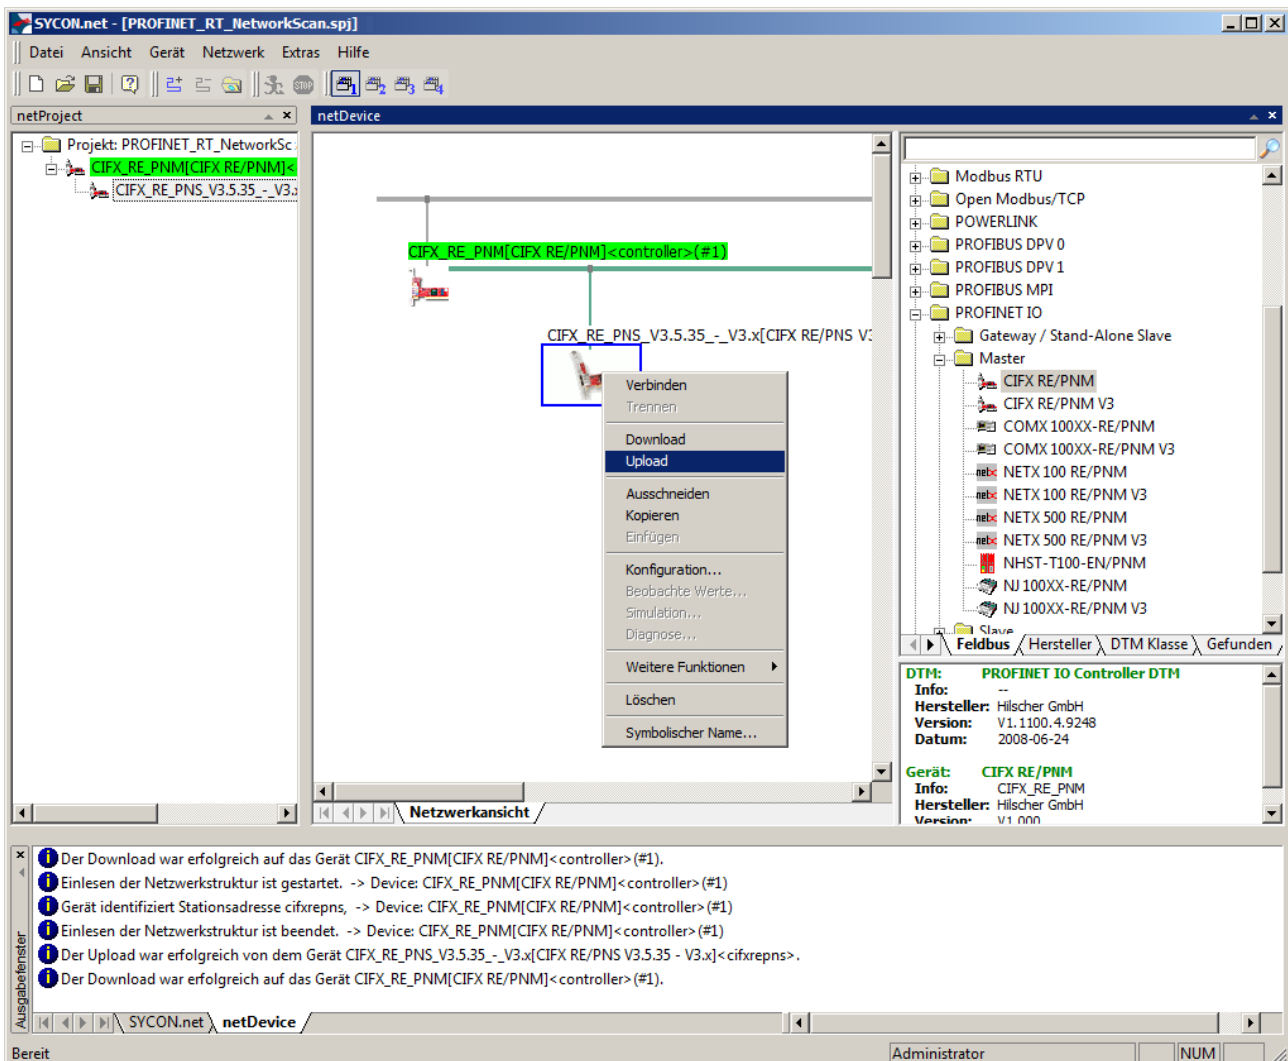 SYCON.net - [PROFINET_RT_NetworkScan.spj]
Datei Ansicht Gerät Netzwerk Extras Hilfe
netProject
Projekt: PROFINET_RT_NetworkSc
CIFX_RE_PNM[CIFX RE/PNM]<
CIFX_RE_PNS_V3.5.35_-_V3.
netDevice
CIFX_RE_PNM[CIFX RE/PNM]<controller>(#1)
CIFX_RE_PNS_V3.5.35_-_V3.x[CIFX RE/PNS V3
Verbinden
Trennen
Download
Upload
Ausschneiden
Kopieren
Einfügen
Konfiguration...
Beobachte Werte...
Simulation...
Diagnose...
Weitere Funktionen
Löschen
Symbolischer Name...
Netzwerkansicht
Modbus RTU
Open Modbus/TCP
POWERLINK
PROFIBUS DPV 0
PROFIBUS DPV 1
PROFIBUS MPI
PROFINET IO
Gateway / Stand-Alone Slave
Master
CIFX RE/PNM
CIFX RE/PNM V3
COMX 100XX-RE/PNM
COMX 100XX-RE/PNM V3
NETX 100 RE/PNM
NETX 100 RE/PNM V3
NETX 500 RE/PNM
NETX 500 RE/PNM V3
NHST-T100-EN/PNM
NJ 100XX-RE/PNM
NJ 100XX-RE/PNM V3
Slave
Feldbus Hersteller DTM Klasse Gefunden
DTM: PROFINET IO Controller DTM
Info: --
Hersteller: Hilscher GmbH
Version: V1.1100.4.9248
Datum: 2008-06-24
Gerät: CIFX RE/PNM
Info: CIFX_RE_PNM
Hersteller: Hilscher GmbH
Version: V1.000
Ausgabefenster
Der Download war erfolgreich auf das Gerät CIFX_RE_PNM[CIFX RE/PNM]<controller>(#1).
Einlesen der Netzwerkstruktur ist gestartet. -> Device: CIFX_RE_PNM[CIFX RE/PNM]<controller>(#1)
Gerät identifiziert Stationsadresse cifxrepns, -> Device: CIFX_RE_PNM[CIFX RE/PNM]<controller>(#1)
Einlesen der Netzwerkstruktur ist beendet. -> Device: CIFX_RE_PNM[CIFX RE/PNM]<controller>(#1)
Der Upload war erfolgreich von dem Gerät CIFX_RE_PNS_V3.5.35_-_V3.x[CIFX RE/PNS V3.5.35 - V3.x]<cifxrepns>.
Der Download war erfolgreich auf das Gerät CIFX_RE_PNM[CIFX RE/PNM]<controller>(#1).
SYCON.net netDevice
Bereit Administrator NUM